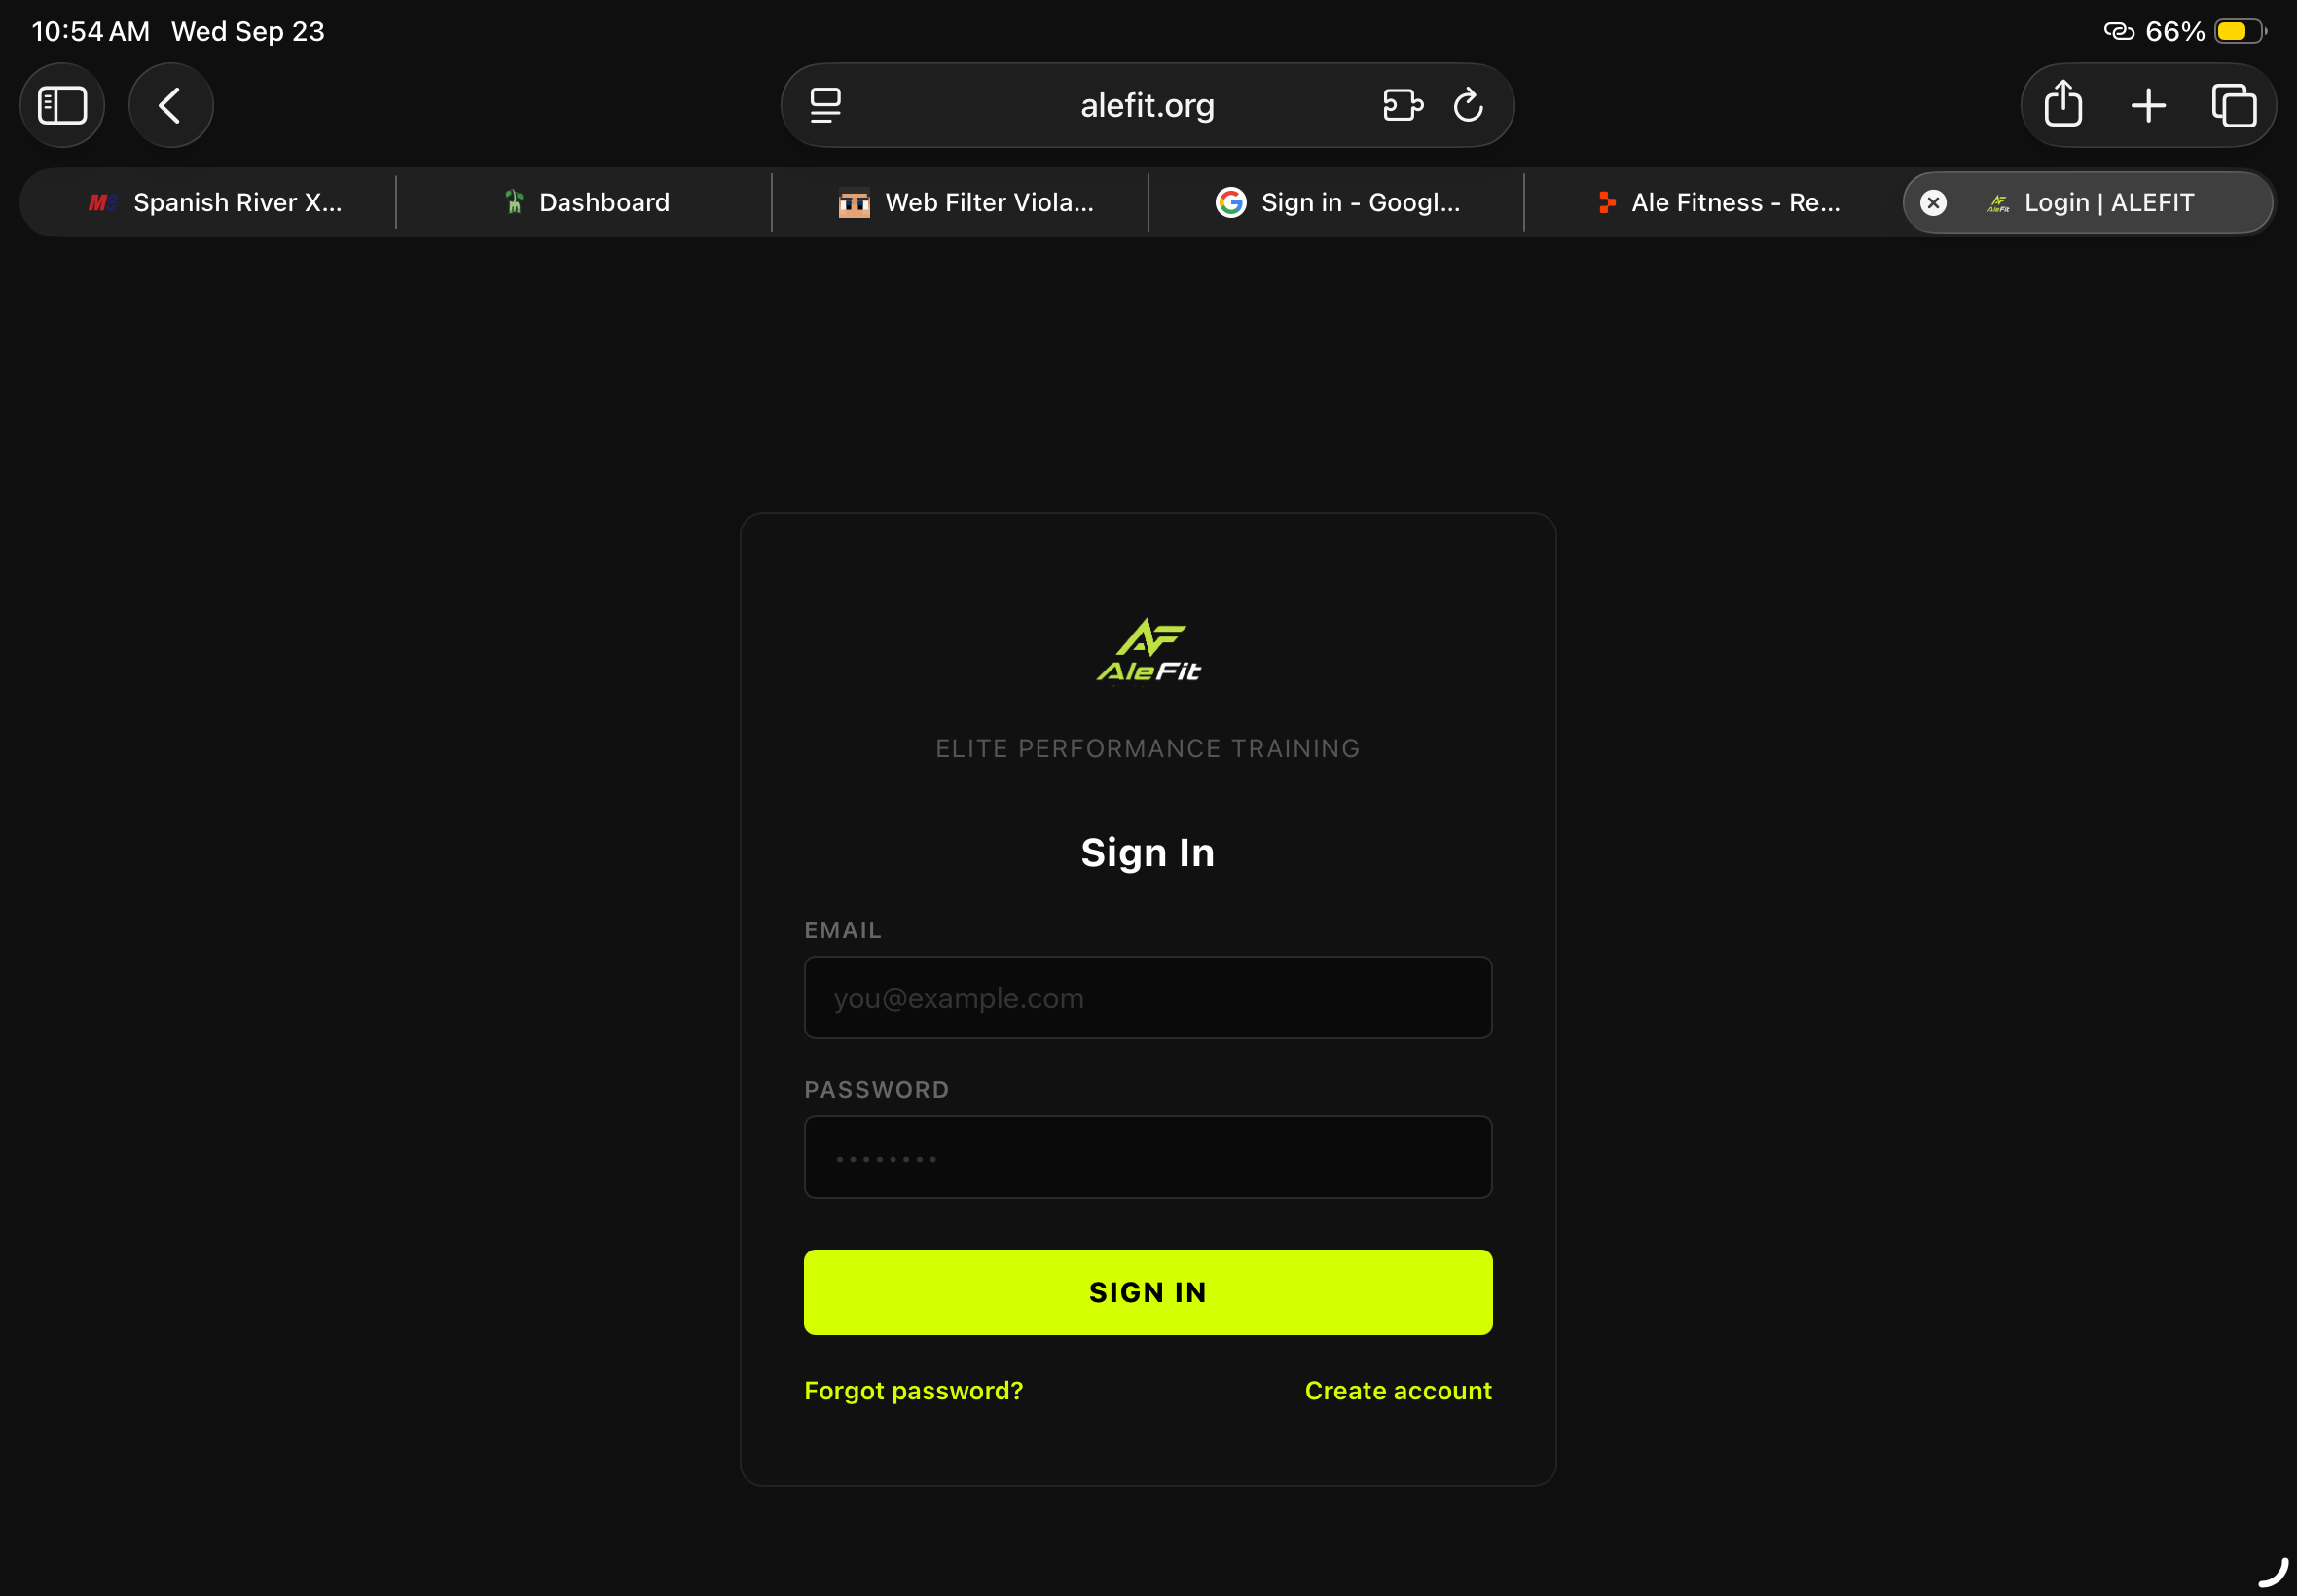 10:54 AM Wed Sep 23
66%
alefit.org
Spanish River X...
Dashboard
Web Filter Viola...
Sign in - Googl...
Ale Fitness - Re...
Login | ALEFIT
AleFit
ELITE PERFORMANCE TRAINING
Sign In
EMAIL
you@example.com
PASSWORD
••••••••
SIGN IN
Forgot password?
Create account